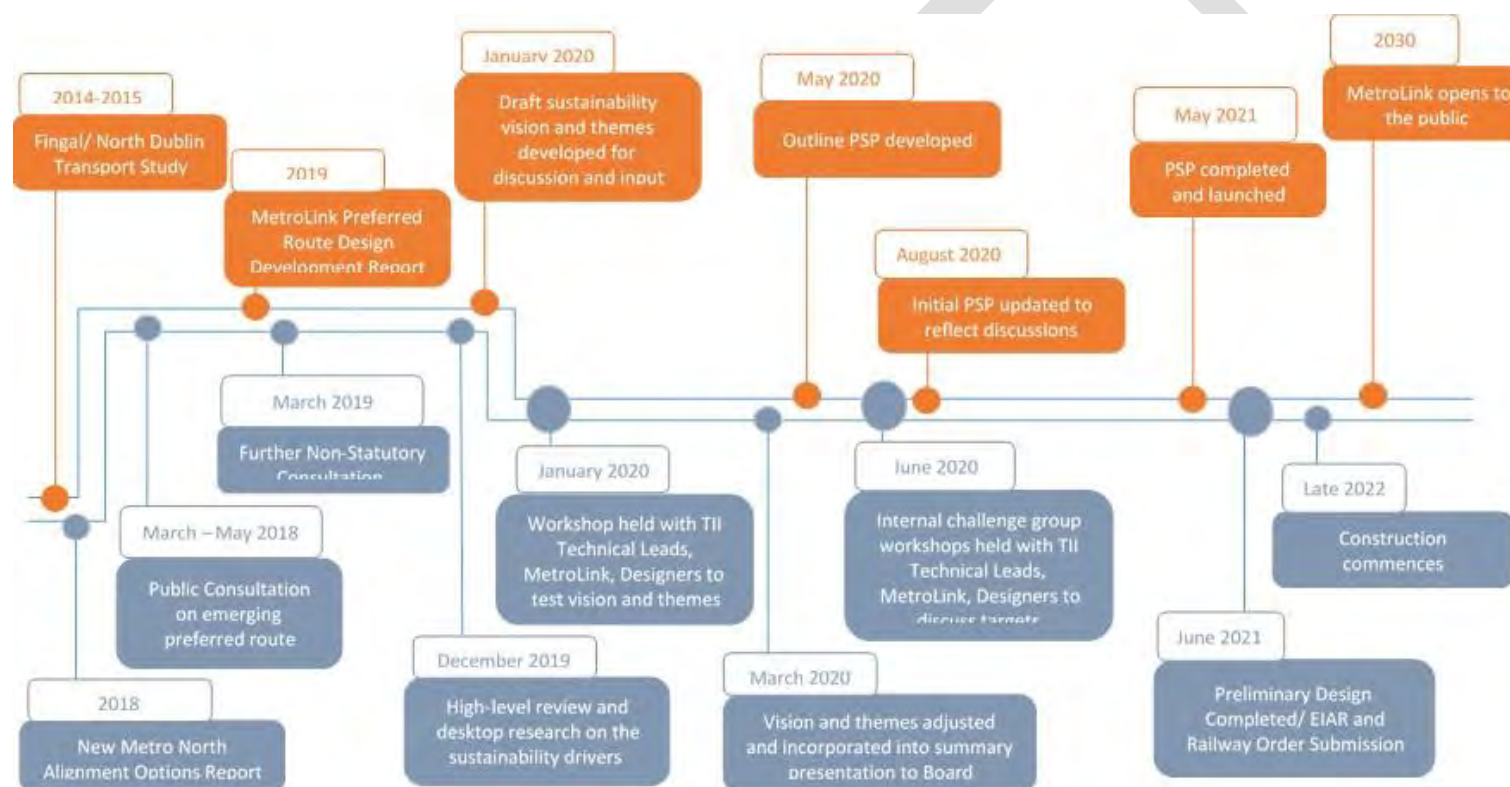 2014-2015
Fingal/ North Dublin
Transport Study
2019
MetroLink Preferred
Route Design
Development Report
January 2020
Draft sustainability
vision and themes
developed for
discussion and input
May 2020
Outline PSP developed
August 2020
Initial PSP updated to
reflect discussions
May 2021
PSP completed
and launched
2030
MetroLink opens to
the public
2018
New Metro North
Alignment Options Report
March – May 2018
Public Consultation
on emerging
preferred route
March 2019
Further Non-Statutory
Consultation
December 2019
High-level review and
desktop research on the
sustainability drivers
January 2020
Workshop held with TII
Technical Leads,
MetroLink, Designers to
test vision and themes
March 2020
Vision and themes adjusted
and incorporated into summary
presentation to Board
June 2020
Internal challenge group
workshops held with TII
Technical Leads,
MetroLink, Designers to
discuss targets
June 2021
Preliminary Design
Completed/ EIAR and
Railway Order Submission
Late 2022
Construction
commences